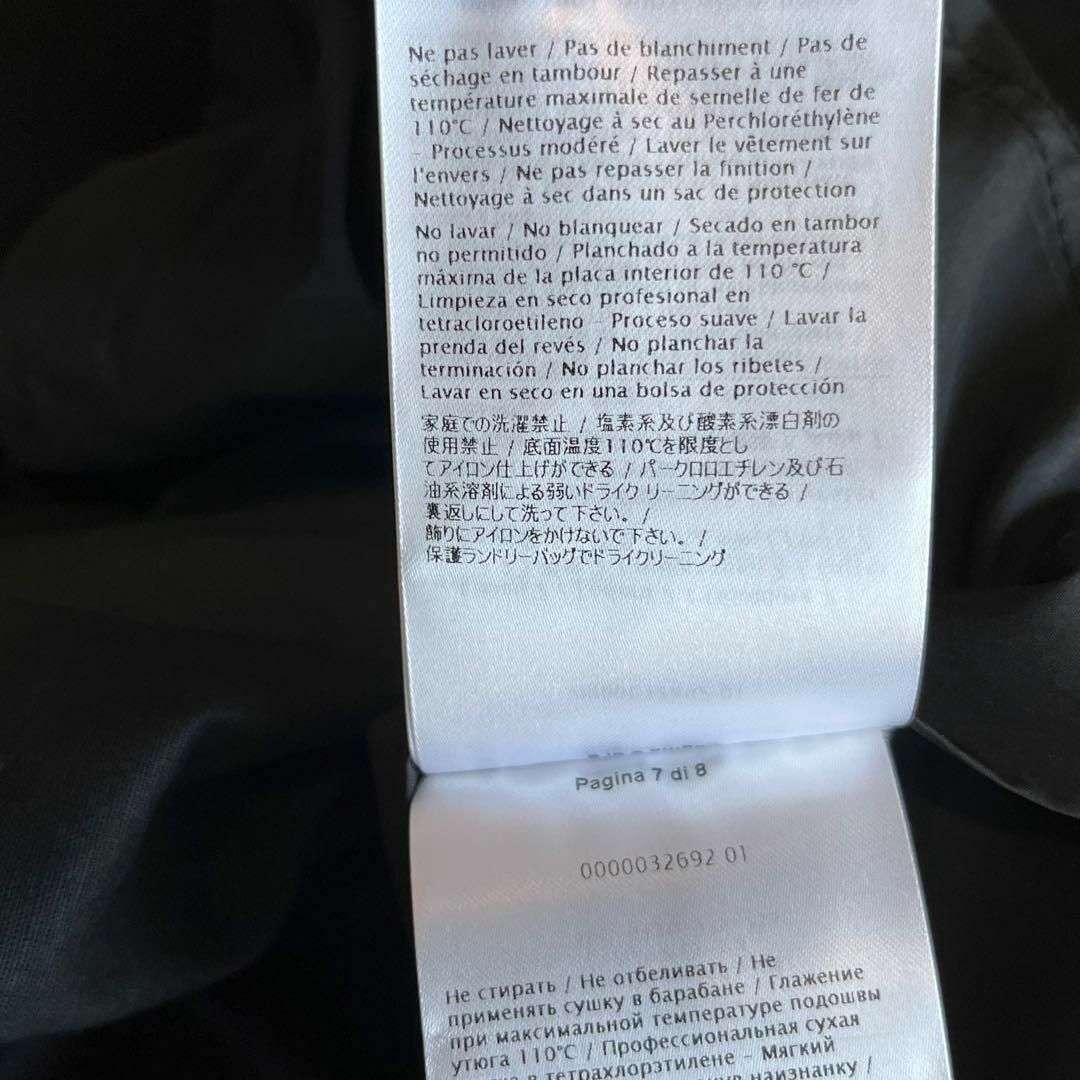 Ne pas laver / Pas de blanchiment / Pas de
séchage en tambour / Repasser à une
température maximale de semelle de fer de
110°C / Nettoyage à sec au Perchloréthylène
- Processus modéré / Laver le vêtement sur
l'envers / Ne pas repasser la finition /
Nettoyage à sec dans un sac de protection
No lavar / No blanquear / Secado en tambor
no permitido / Planchado a la temperatura
máxima de la placa interior de 110 °C /
Limpieza en seco profesional en
tetracloroetileno - Proceso suave / Lavar la
prenda del revés / No planchar la
terminación / No planchar los ribetes /
Lavar en seco en una bolsa de protección
家庭での洗濯禁止 / 塩素系及び酸素系漂白剤の
使用禁止 / 底面温度110℃を限度とし
てアイロン仕上げができる / パークロロエチレン及び石
油系溶剤による弱いドライク リーニングができる /
裏返しにして洗って下さい。 /
飾りにアイロンをかけないで下さい。 /
保護ランドリーバッグでドライクリーニング
Pagina 7 di 8
0000032692 01
Не стирать / Не отбеливать / Не
применять сушку в барабане / Глажение
при максимальной температуре подошвы
утюга 110°C / Профессиональная сухая
в тетрахлорэтилене – Мягкий
наизнанку /